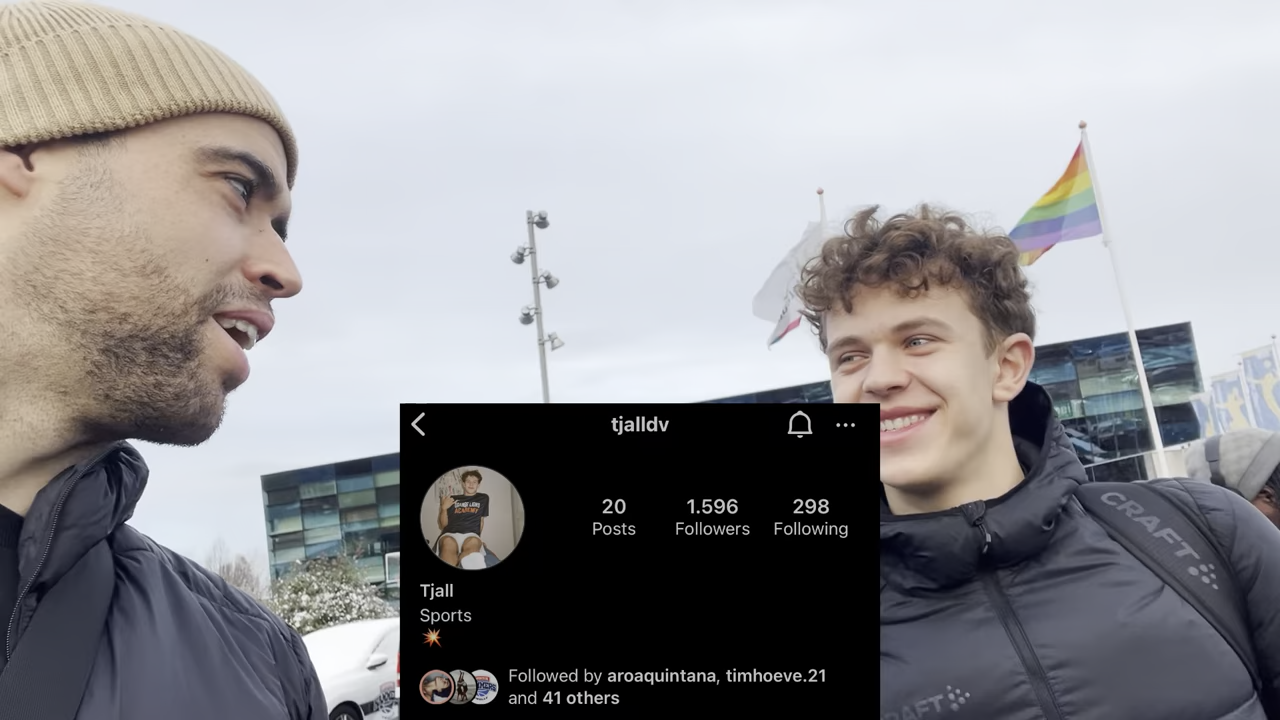 tjalldv
20
1.596
298
Posts
Followers
Following
Tjall
Sports
Followed by aroaquintana, timhoeve.21
and 41 others
CRAFT
CRAFT